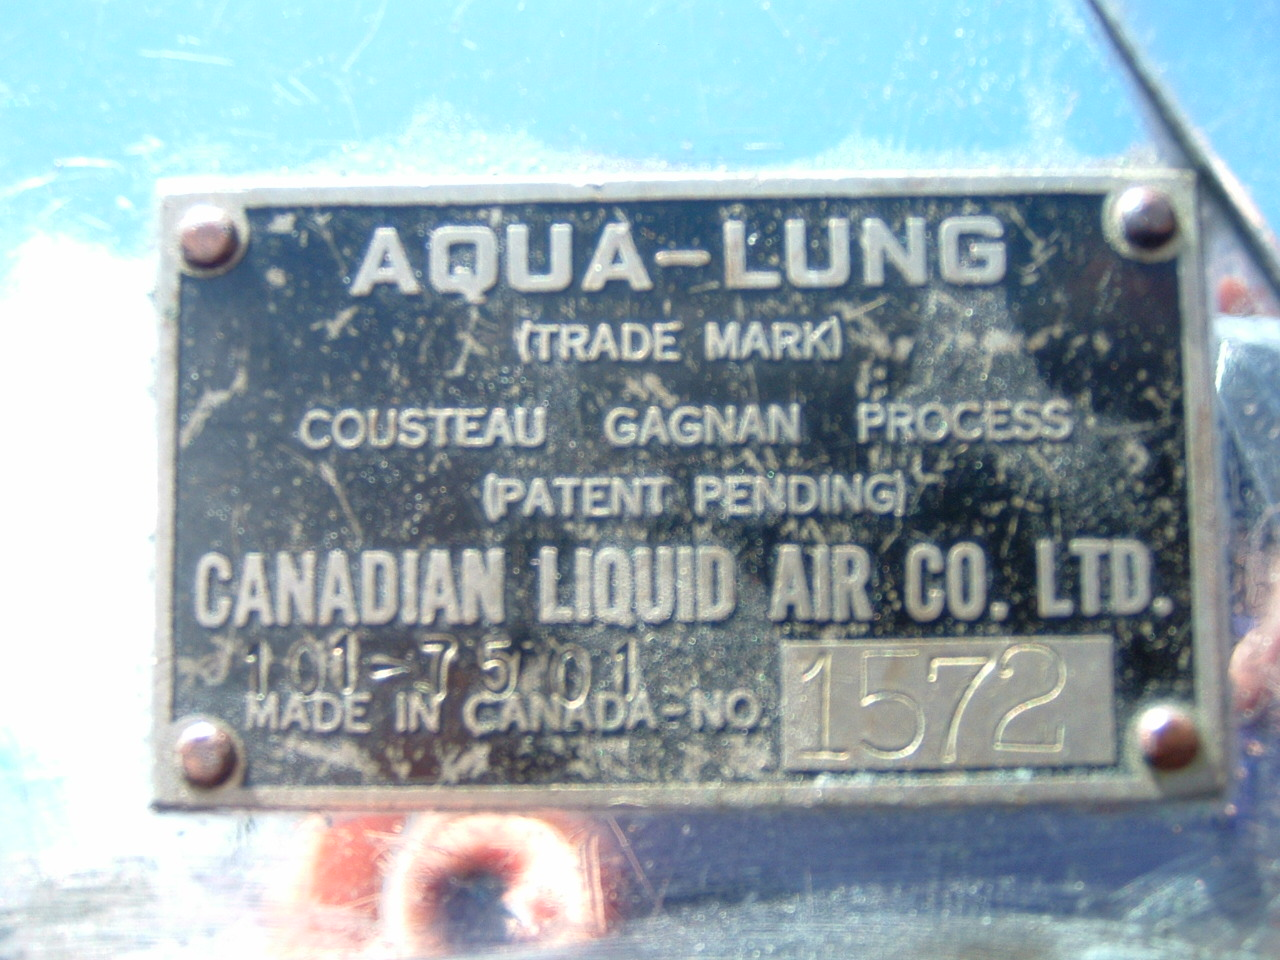 AQUA-LUNG
(TRADE MARK)
COUSTEAU GAGNAN PROCESS
(PATENT PENDING)
CANADIAN LIQUID AIR CO. LTD.
101-7501
MADE IN CANADA-NO. 1572